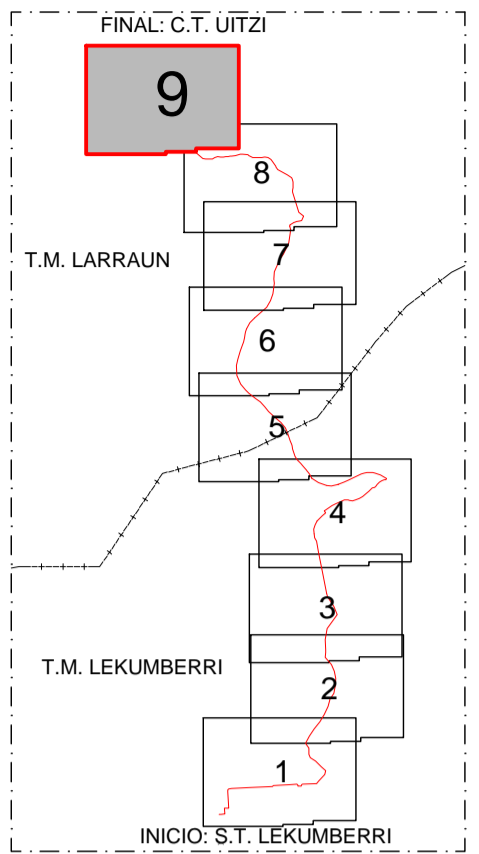 FINAL: C.T. UITZI
9
8
7
T.M. LARRAUN
6
5
4
3
T.M. LEKUMBERRI
2
1
INICIO: S.T. LEKUMBERRI